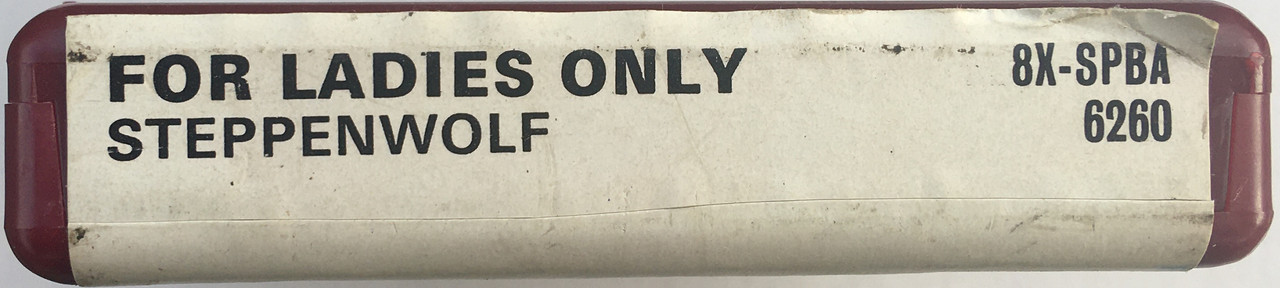 FOR LADIES ONLY
STEPPENWOLF
8X-SPBA
6260